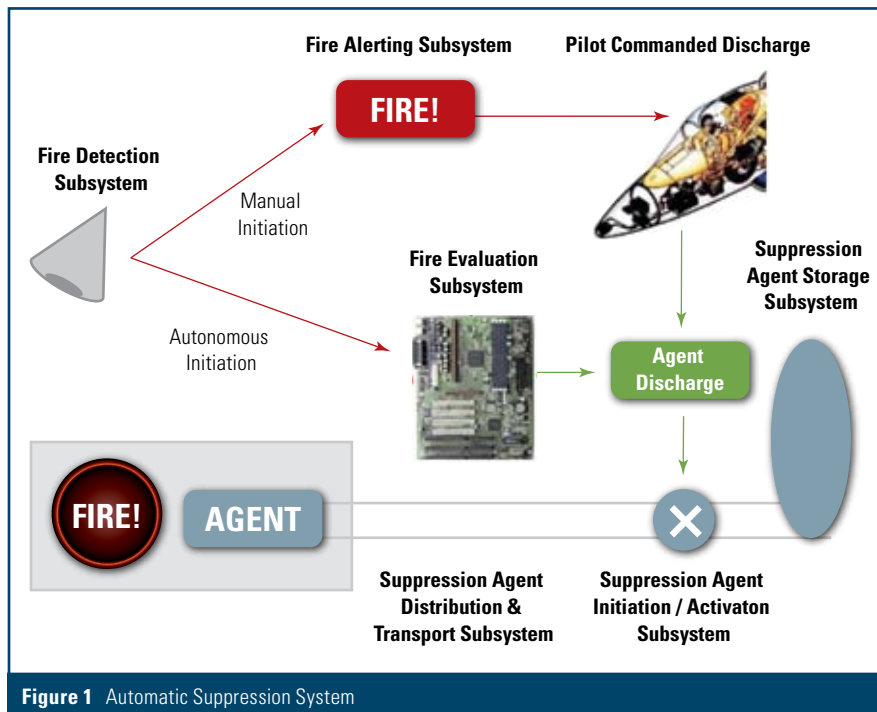 Fire Alerting Subsystem
Pilot Commanded Discharge
FIRE!
Fire Detection
Subsystem
Manual
Initiation
Fire Evaluation
Subsystem
Suppression
Agent Storage
Subsystem
Autonomous
Initiation
Agent
Discharge
FIRE!
AGENT
Suppression Agent
Distribution &
Transport Subsystem
Suppression Agent
Initiation / Activaton
Subsystem
Figure 1 Automatic Suppression System